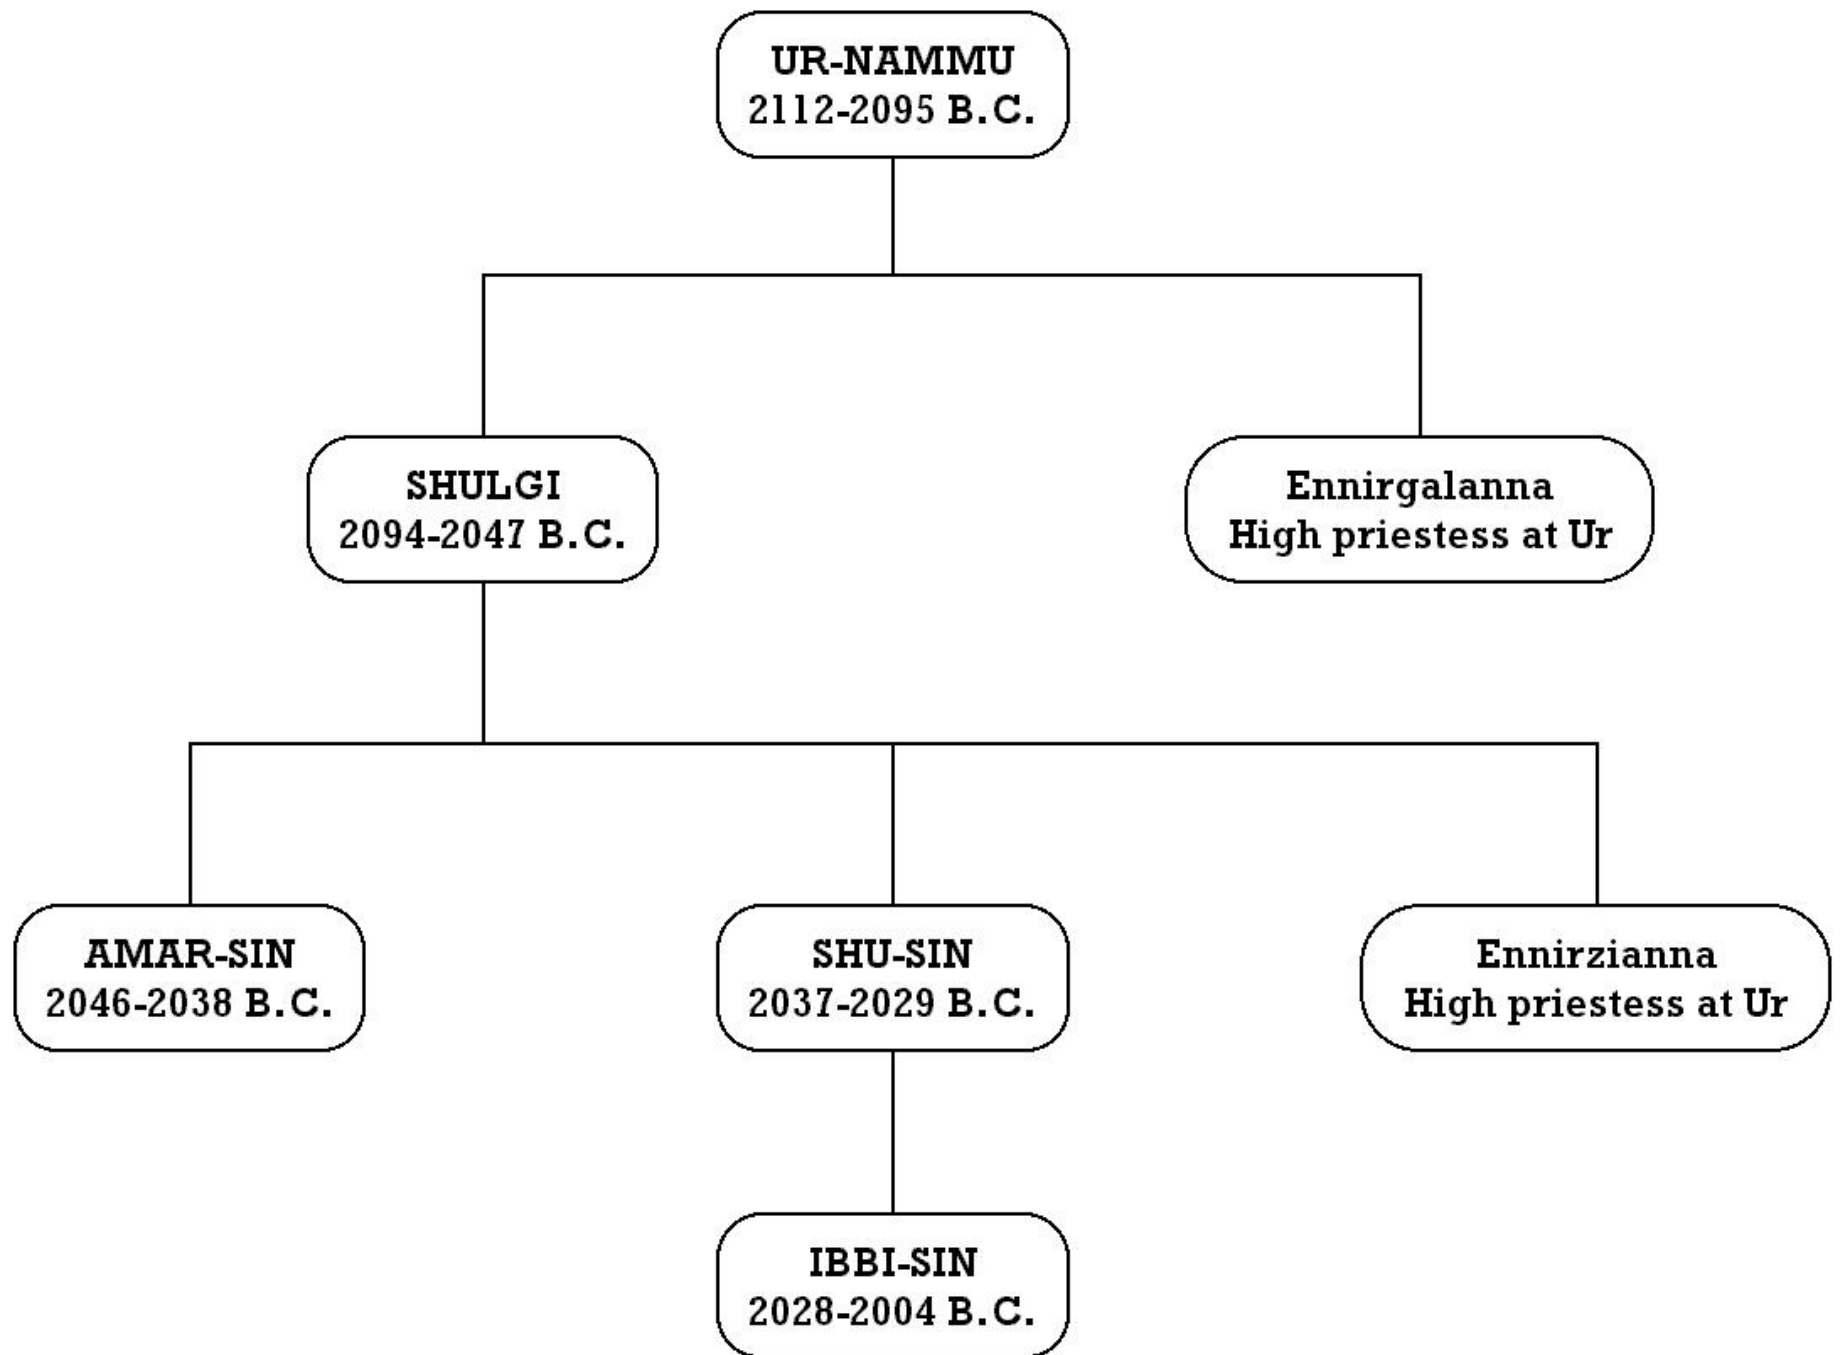 UR-NAMMU
2112-2095 B.C.
SHULGI
2094-2047 B.C.
Ennirgalanna
High priestess at Ur
AMAR-SIN
2046-2038 B.C.
SHU-SIN
2037-2029 B.C.
Ennirzianna
High priestess at Ur
IBBI-SIN
2028-2004 B.C.